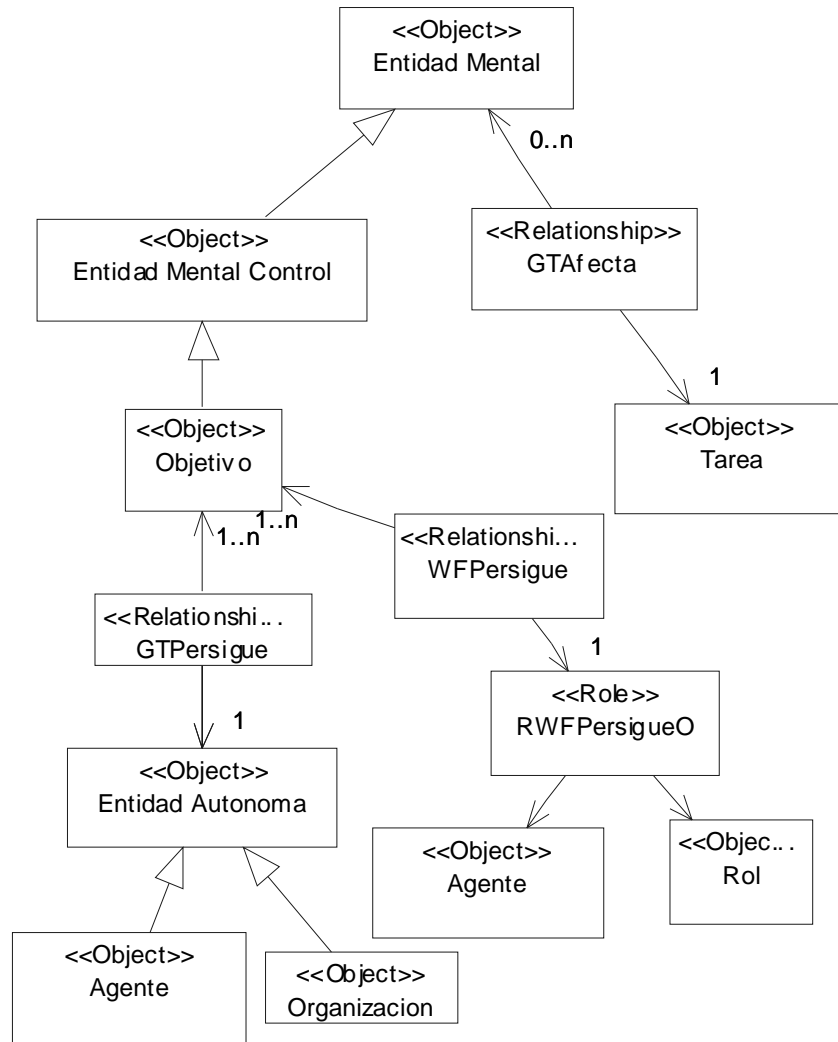 <<Object>>
Entidad Mental
0..n
<<Object>>
Entidad Mental Control
<<Relationship>>
GTAfecta
1
<<Object>>
Tarea
<<Object>>
Objetivo
1..n
1..n
<<Relationshi...
WFPersigue
<<Relationshi...
GTPersigue
1
1
<<Role>>
RWFPersigueO
<<Object>>
Entidad Autonoma
<<Object>>
Agente
<<Objec...
Rol
<<Object>>
Agente
<<Object>>
Organizacion